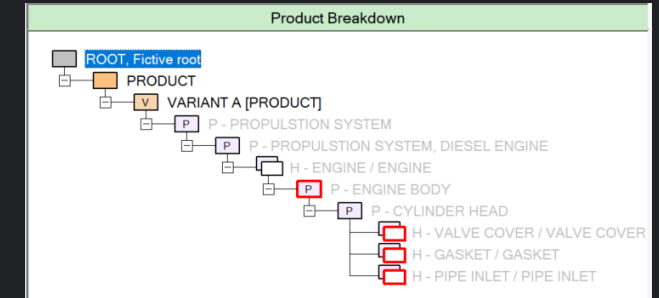 Product Breakdown
ROOT, Fictive root
PRODUCT
V VARIANT A [PRODUCT]
P P - PROPULSTION SYSTEM
P P - PROPULSTION SYSTEM, DIESEL ENGINE
H - ENGINE / ENGINE
P P - ENGINE BODY
P P - CYLINDER HEAD
H - VALVE COVER / VALVE COVER
H - GASKET / GASKET
H - PIPE INLET / PIPE INLET